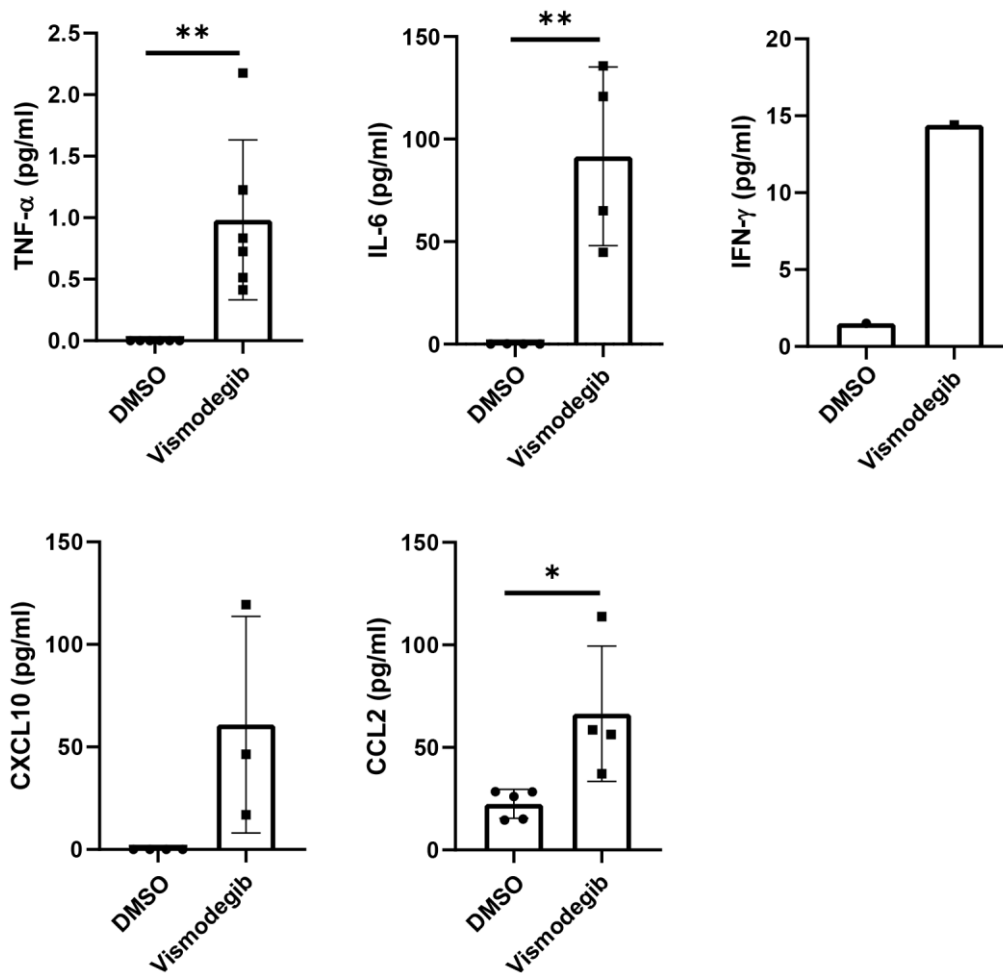 **
TNF-α (pg/ml)
2.5
2.0
1.5
1.0
0.5
0.0
DMSO
Vismodegib
**
IL-6 (pg/ml)
150
100
50
0
DMSO
Vismodegib
IFN-γ (pg/ml)
20
15
10
5
0
DMSO
Vismodegib
CXCL10 (pg/ml)
150
100
50
0
DMSO
Vismodegib
*
CCL2 (pg/ml)
150
100
50
0
DMSO
Vismodegib